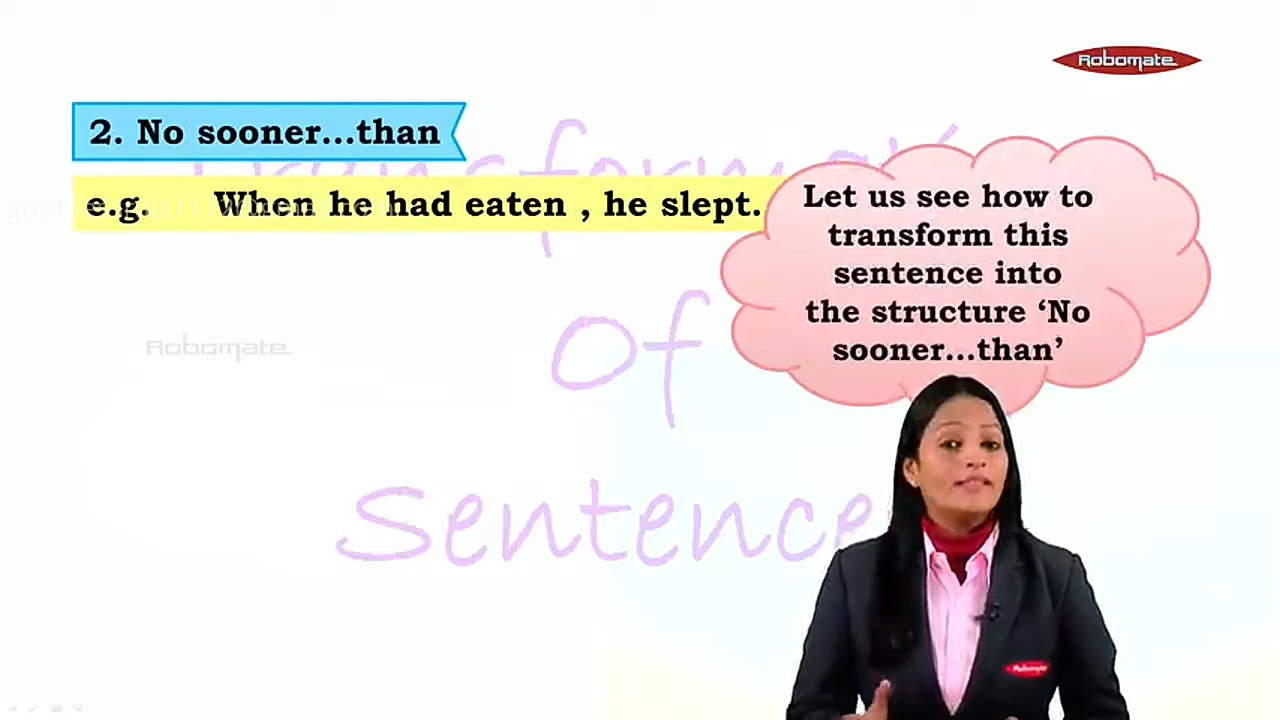 Robomate
2. No sooner...than
e.g. When he had eaten , he slept.
Let us see how to
transform this
sentence into
the structure ‘No
sooner...than’
of
Sentence
Robomate
Robomate